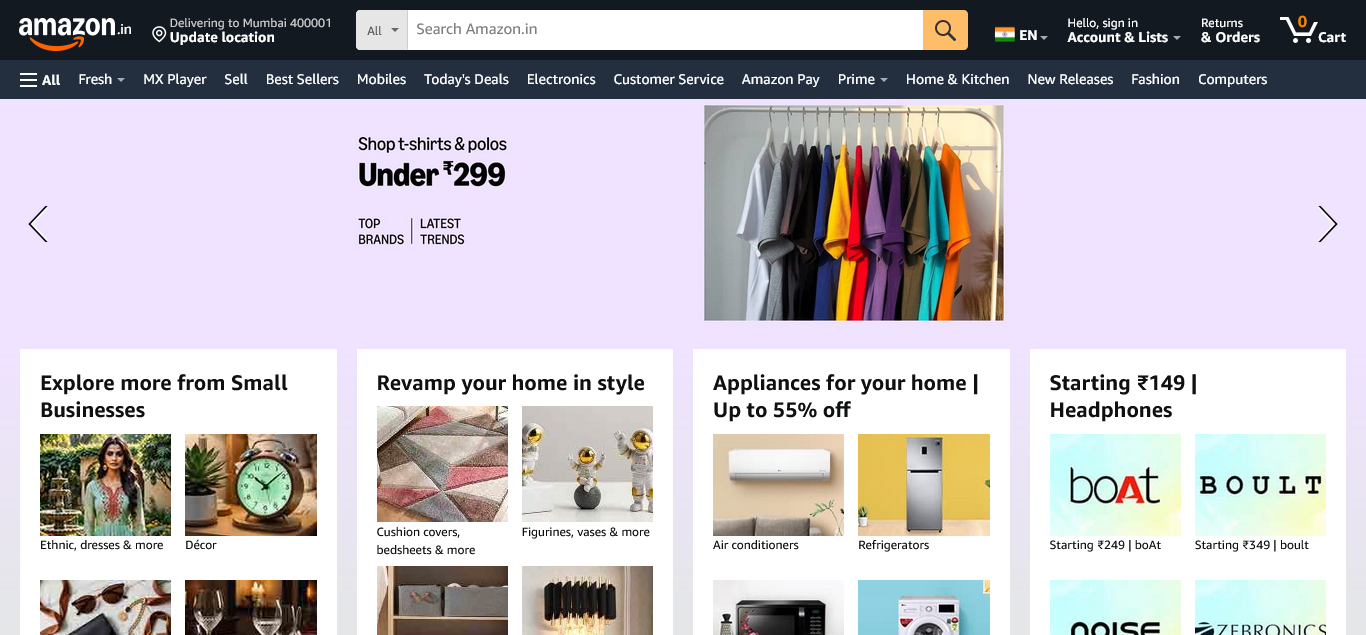 amazon.in
Delivering to Mumbai 400001
Update location
All
Search Amazon.in
EN
Hello, sign in
Account & Lists
Returns
& Orders
0
Cart
All
Fresh
MX Player
Sell
Best Sellers
Mobiles
Today's Deals
Electronics
Customer Service
Amazon Pay
Prime
Home & Kitchen
New Releases
Fashion
Computers
Shop t-shirts & polos
Under ₹299
TOP
BRANDS
LATEST
TRENDS
Explore more from Small
Businesses
Ethnic, dresses & more
Décor
Revamp your home in style
Cushion covers,
bedsheets & more
Figurines, vases & more
Appliances for your home |
Up to 55% off
Air conditioners
Refrigerators
Starting ₹149 |
Headphones
boAt
BOULT
Starting ₹249 | boAt
Starting ₹349 | boult
noise
ZEBRONICS